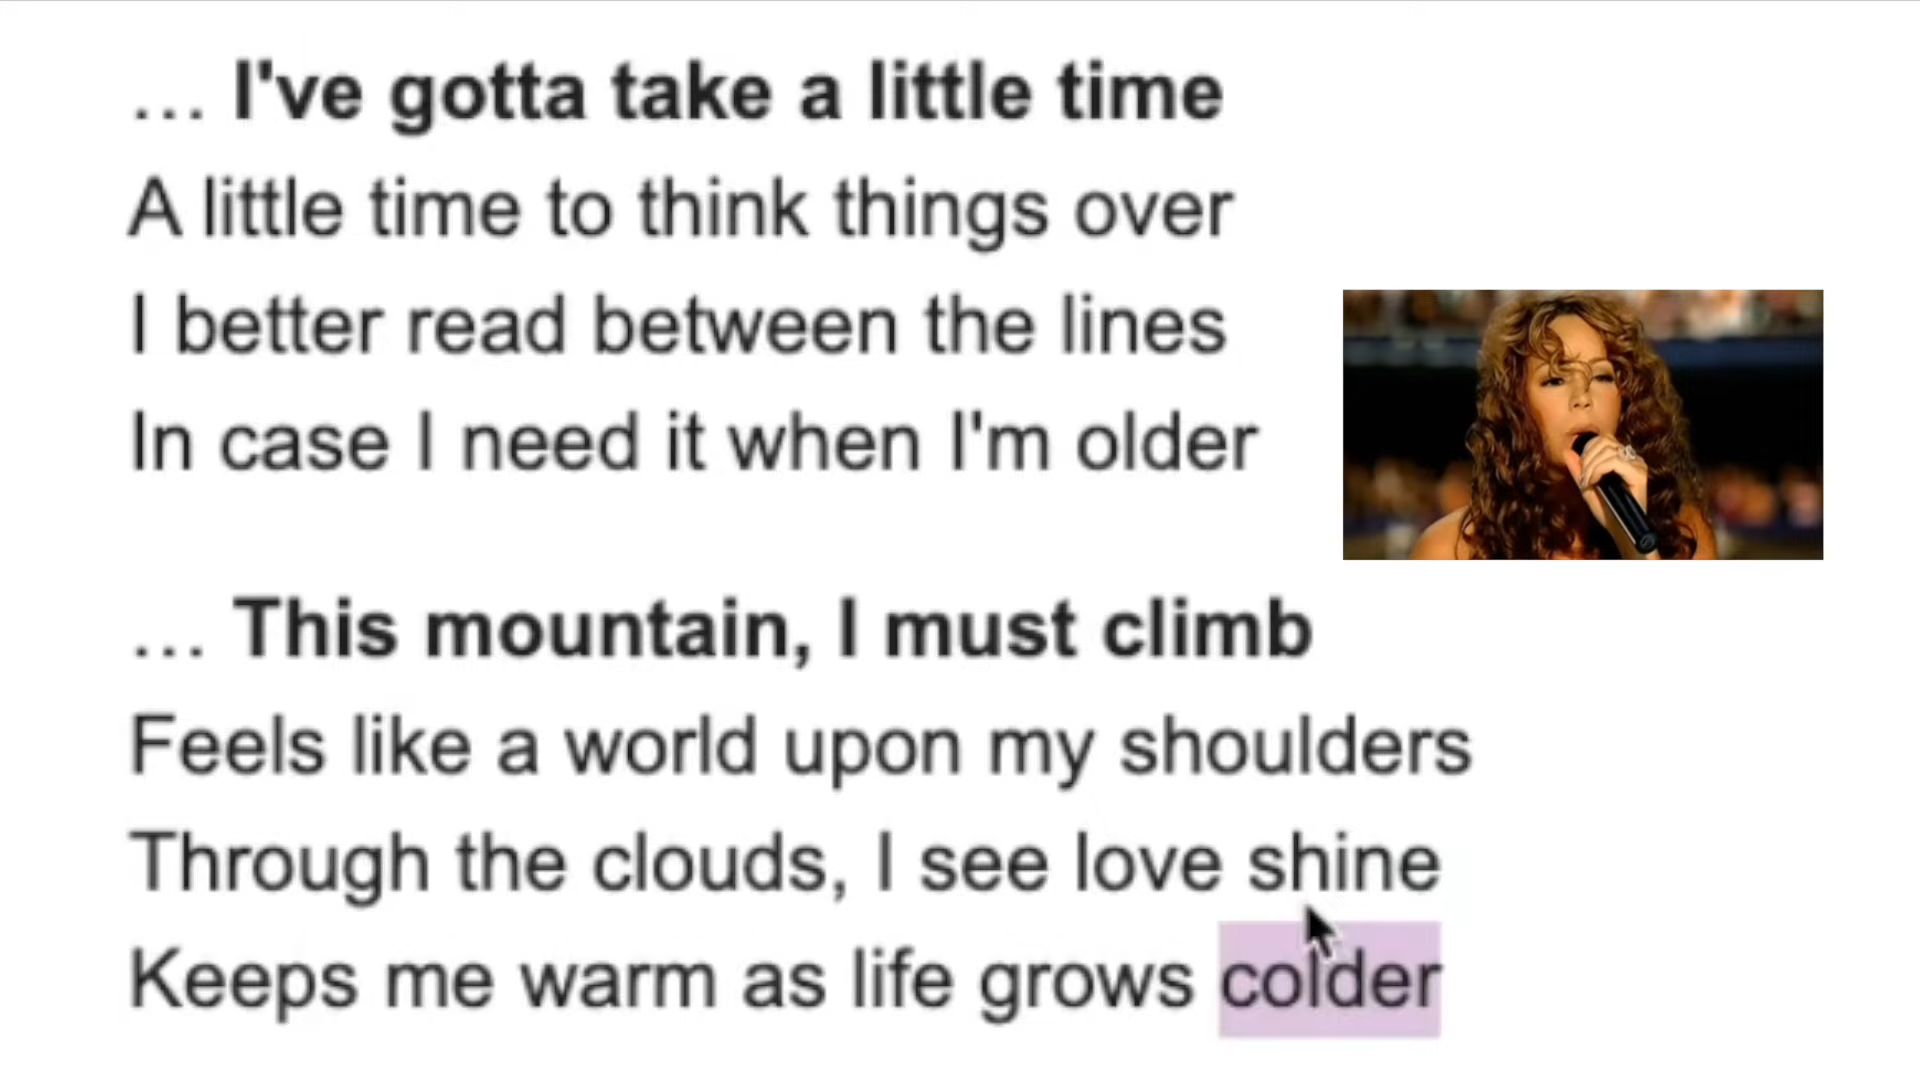 … I've gotta take a little time
A little time to think things over
I better read between the lines
In case I need it when I'm older
… This mountain, I must climb
Feels like a world upon my shoulders
Through the clouds, I see love shine
Keeps me warm as life grows colder